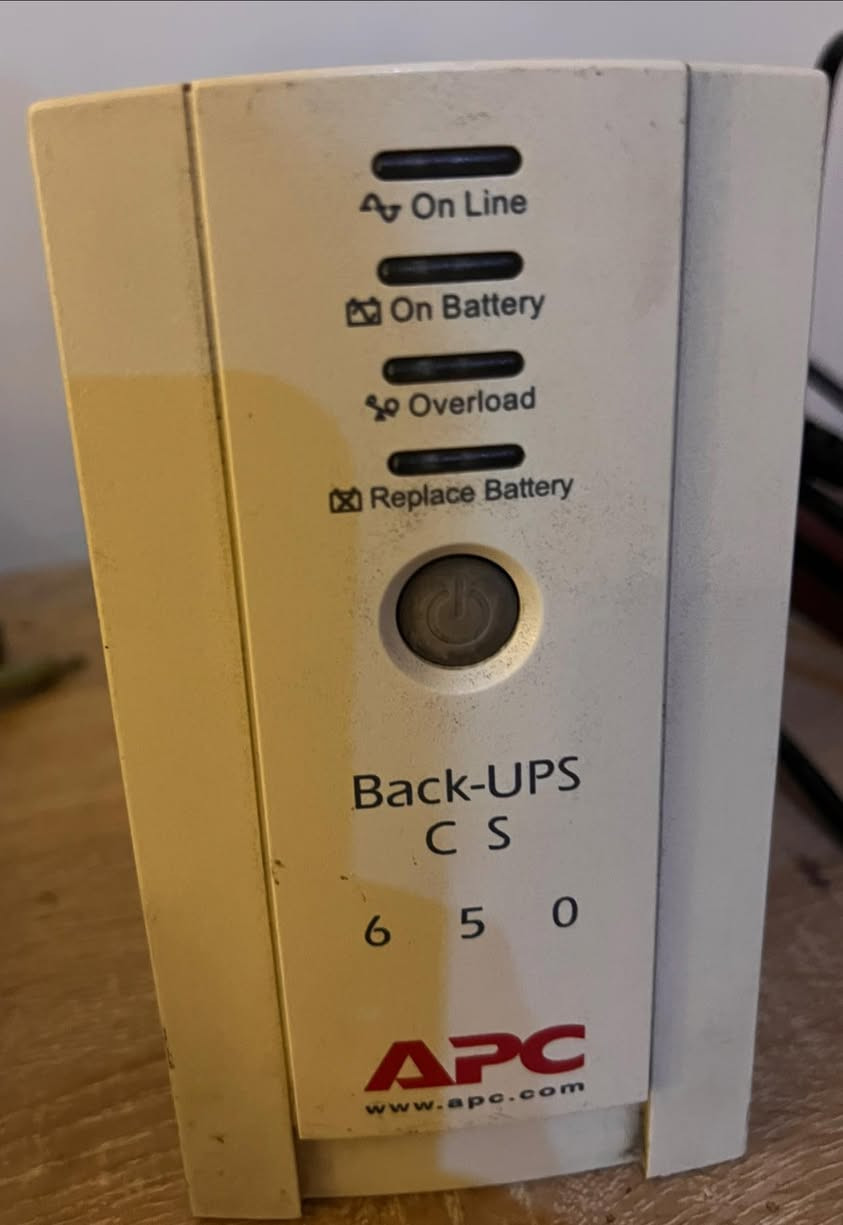 On Line
On Battery
Overload
Replace Battery
Back-UPS
C S
6 5 0
APC
www.apc.com